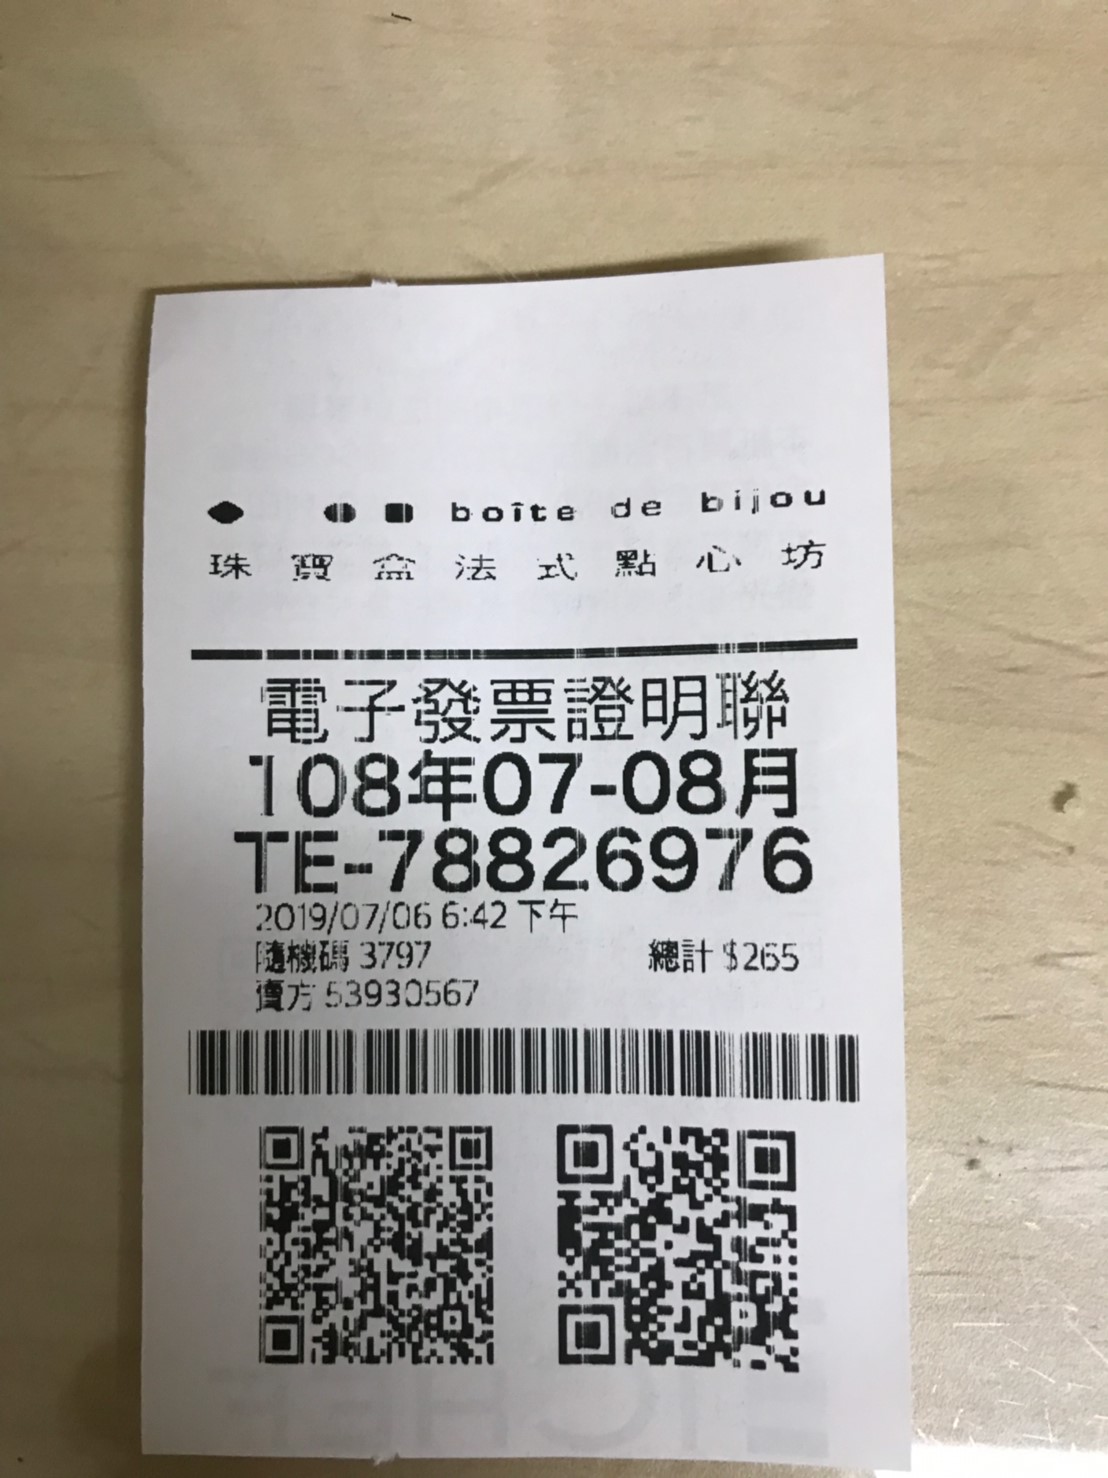 boîte de bijou
珠寶盒法式點心坊
電子發票證明聯
108年07-08月
TE-78826976
2019/07/06 6:42 下午
隨機碼 3797 總計 $265
賣方 53930567